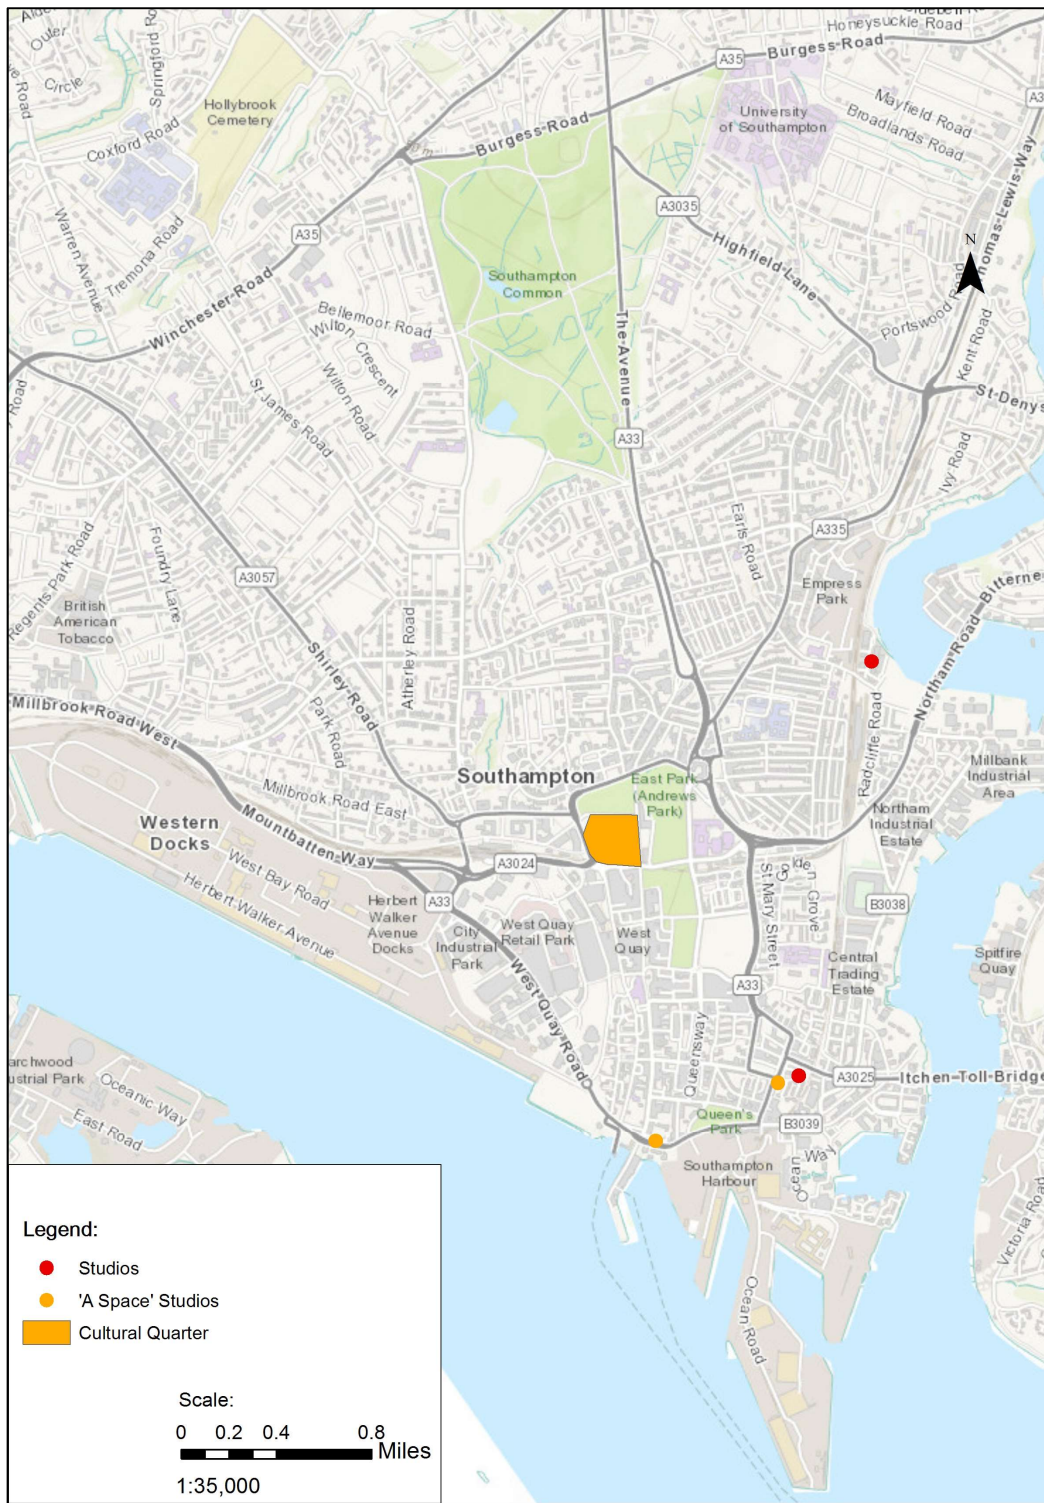 Honeysuckle Road
Burgess Road
A35
Outer
Circle
Springford Road
Hollybrook
Cemetery
Coxford Road
Burgess Road
University
of Southampton
Mayfield Road
Broadlands Road
Thomas Lewis Way
A3035
Highfield Lane
N
A35
Warren Avenue
Tremona Road
Winchester Road
Southampton
Common
Bellemoor Road
Wilton Crescent
Wilton Road
St James Road
The Avenue
Portswood Road
Kent Road
St Denys
A33
Ivy Road
Earls Road
A335
Regents Park Road
Foundry Lane
A3057
British
American
Tobacco
Empress
Park
Atherley Road
Shirley Road
Park Road
Northam Road
Millbrook Road West
Radcliffe Road
Millbank
Industrial
Area
Southampton
East Park
(Andrews
Park)
Millbrook Road East
Western
Docks
Mountbatten Way
Northam
Industrial
Estate
A3024
West Bay Road
Herbert Walker Avenue
Herbert
Walker
Avenue
Docks
A33
City
Industrial
Park
West Quay
Retail Park
West
Quay
St Mary Street
Golden Grove
B3038
Central
Trading
Estate
Spitfire
Quay
A33
West Quay Road
Queensway
A3025
Itchen Toll Bridge
Queen's
Park
B3039
Oceanic Way
East Road
Southampton
Harbour
Ocean Way
Victoria Road
Ocean Road
Legend:
Studios
'A Space' Studios
Cultural Quarter
Scale:
0 0.2 0.4 0.8
Miles
1:35,000